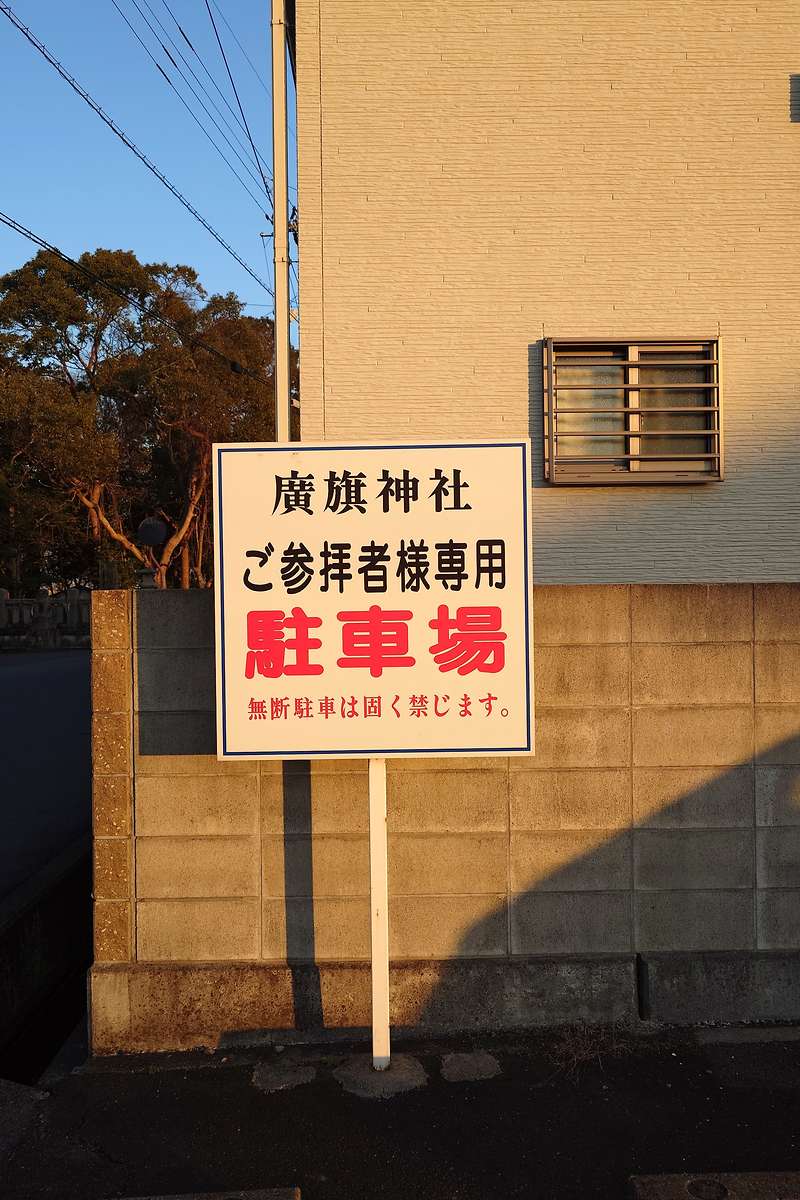 廣旗神社
ご参拝者様専用
駐車場
無断駐車は固く禁じます。